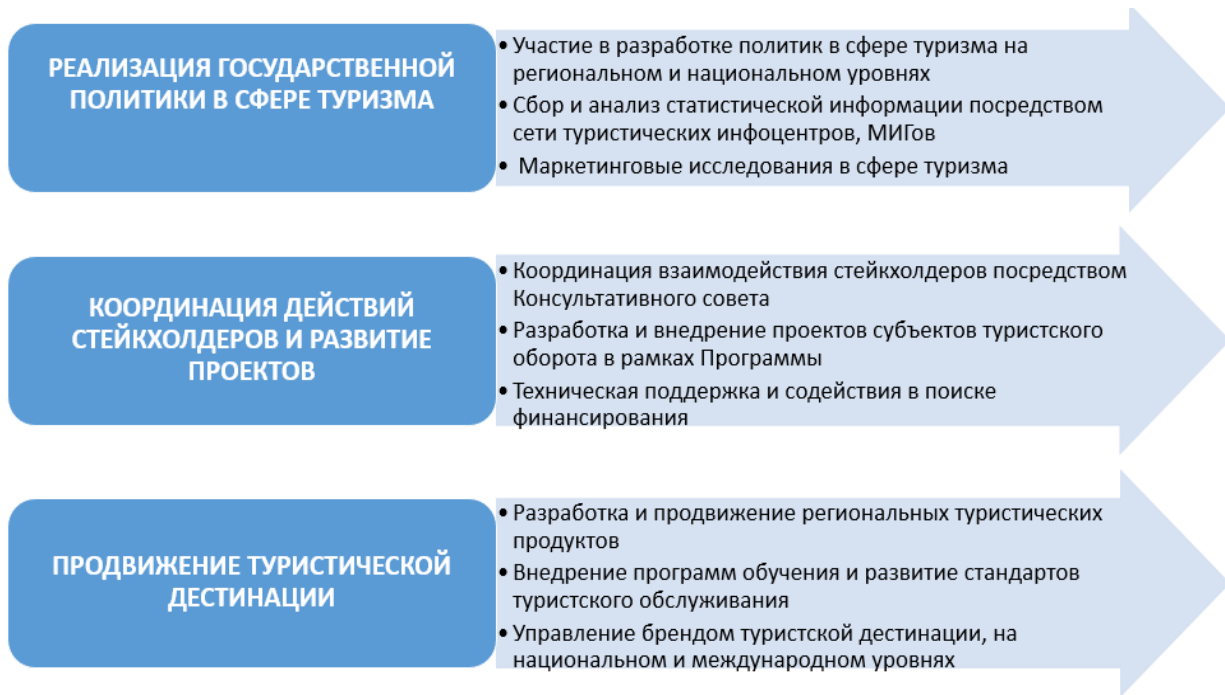 РЕАЛИЗАЦИЯ ГОСУДАРСТВЕННОЙ
ПОЛИТИКИ В СФЕРЕ ТУРИЗМА
• Участие в разработке политик в сфере туризма на
региональном и национальном уровнях
• Сбор и анализ статистической информации посредством
сети туристических инфоцентров, МИГов
• Маркетинговые исследования в сфере туризма
КООРДИНАЦИЯ ДЕЙСТВИЙ
СТЕЙКХОЛДЕРОВ И РАЗВИТИЕ
ПРОЕКТОВ
• Координация взаимодействия стейкхолдеров посредством
Консультативного совета
• Разработка и внедрение проектов субъектов туристского
оборота в рамках Программы
• Техническая поддержка и содействия в поиске
финансирования
ПРОДВИЖЕНИЕ ТУРИСТИЧЕСКОЙ
ДЕСТИНАЦИИ
• Разработка и продвижение региональных туристических
продуктов
• Внедрение программ обучения и развитие стандартов
туристского обслуживания
• Управление брендом туристской дестинации, на
национальном и международном уровнях